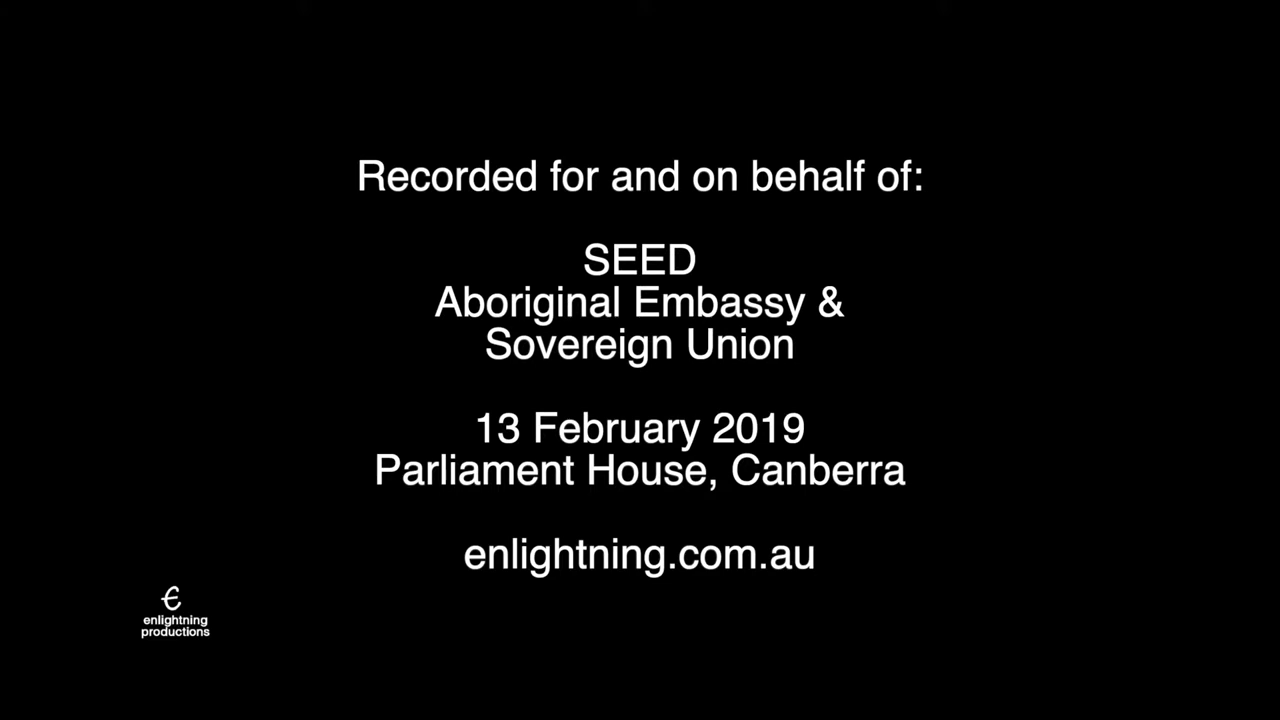 Recorded for and on behalf of:
SEED
Aboriginal Embassy &
Sovereign Union
13 February 2019
Parliament House, Canberra
enlightning.com.au
€
enlightning
productions